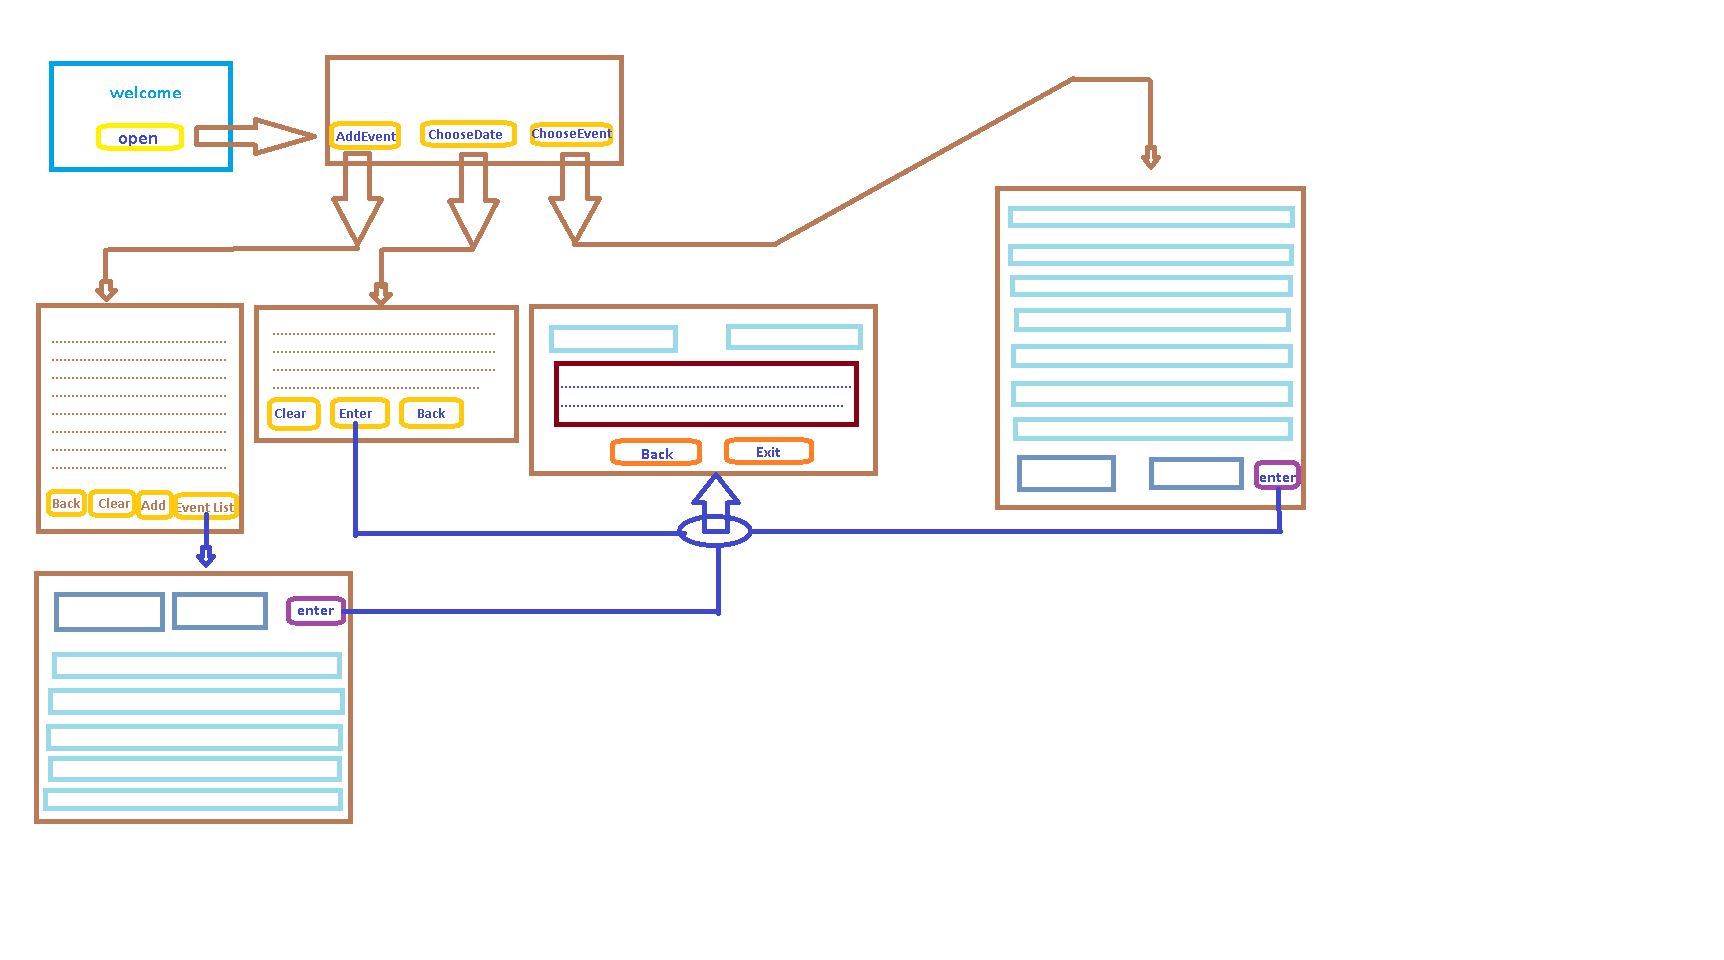 welcome
open
AddEvent
ChooseDate
ChooseEvent
Clear
Enter
Back
Back
Exit
Back
Clear
Add
Event List
enter
enter